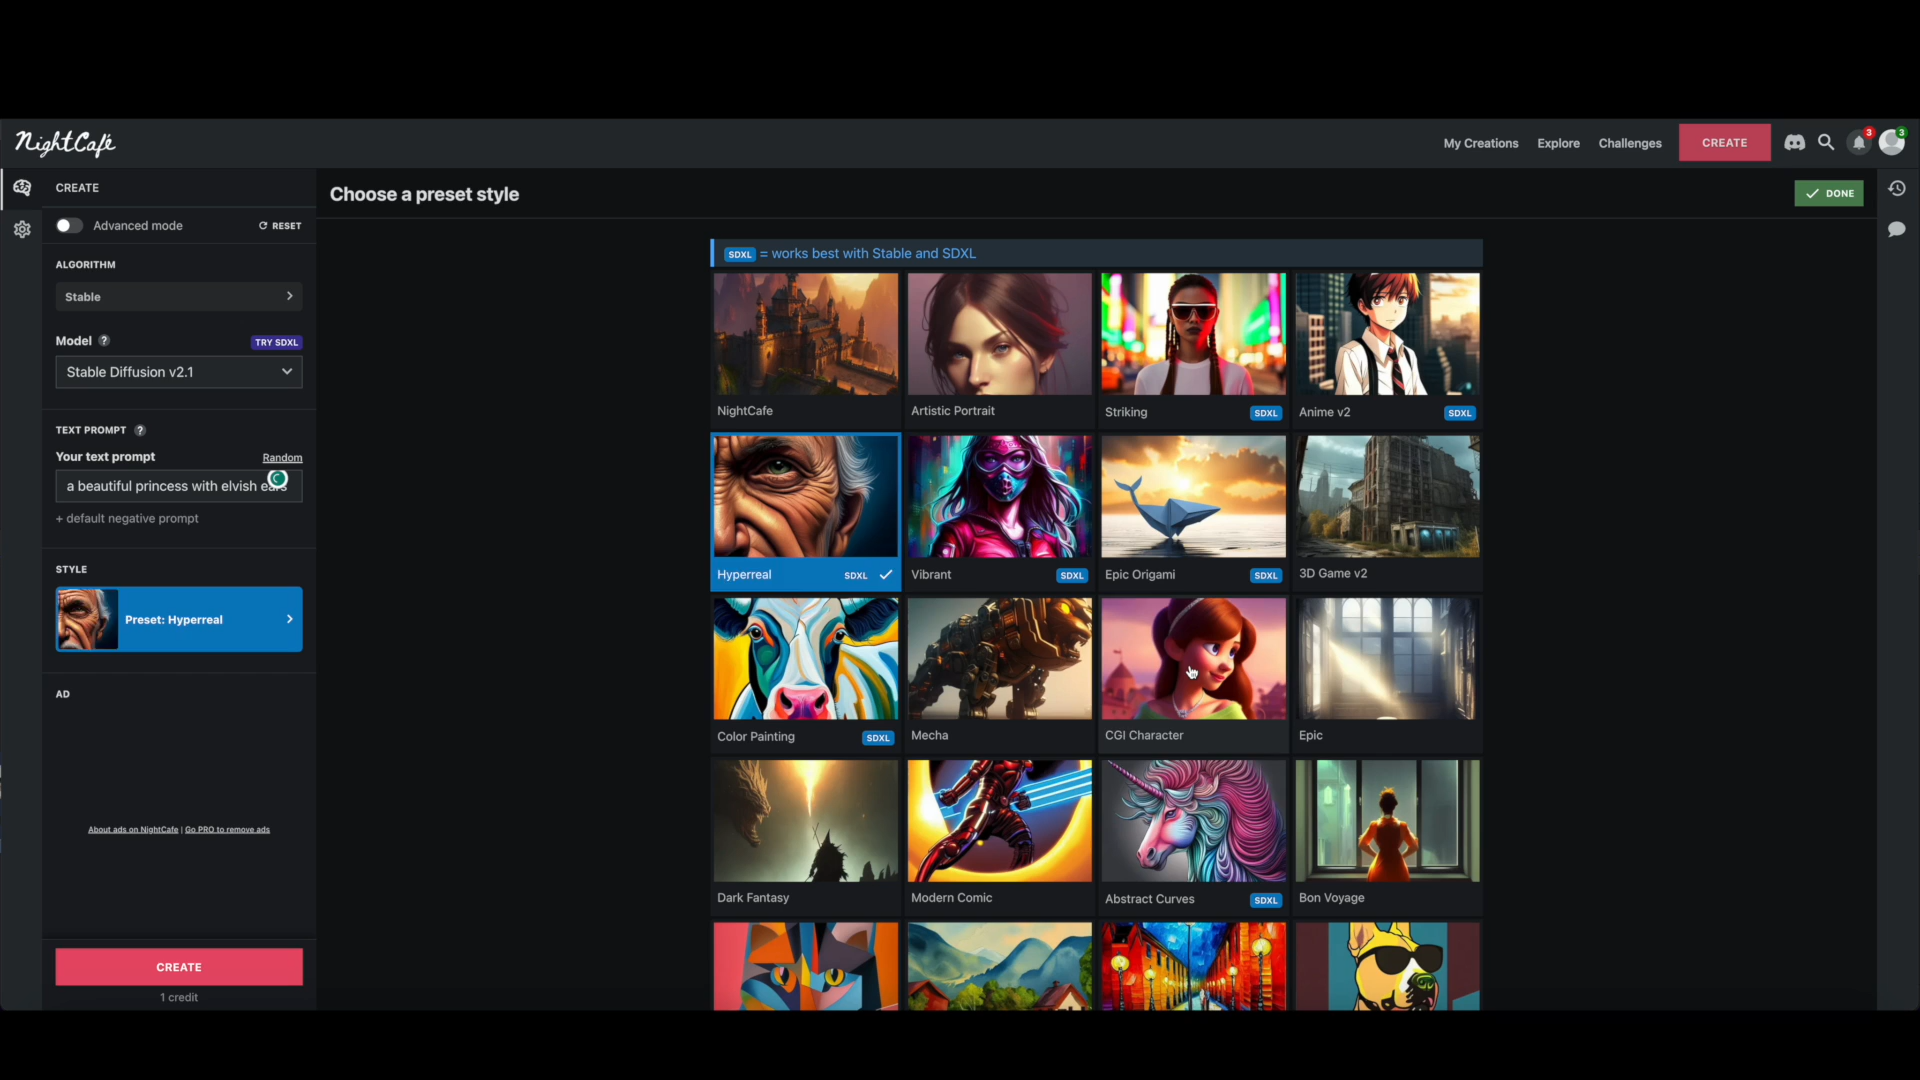 NightCafé
My Creations
Explore
Challenges
CREATE
3
3
CREATE
Advanced mode
RESET
ALGORITHM
Stable
Model ?
TRY SDXL
Stable Diffusion v2.1
TEXT PROMPT ?
Your text prompt
Random
a beautiful princess with elvish ears
+ default negative prompt
STYLE
Preset: Hyperreal
AD
About ads on NightCafe | Go PRO to remove ads
CREATE
1 credit
Choose a preset style
DONE
SDXL = works best with Stable and SDXL
NightCafe
Artistic Portrait
Striking SDXL
Anime v2 SDXL
Hyperreal SDXL
Vibrant SDXL
Epic Origami SDXL
3D Game v2
Color Painting SDXL
Mecha
CGI Character
Epic
Dark Fantasy
Modern Comic
Abstract Curves SDXL
Bon Voyage